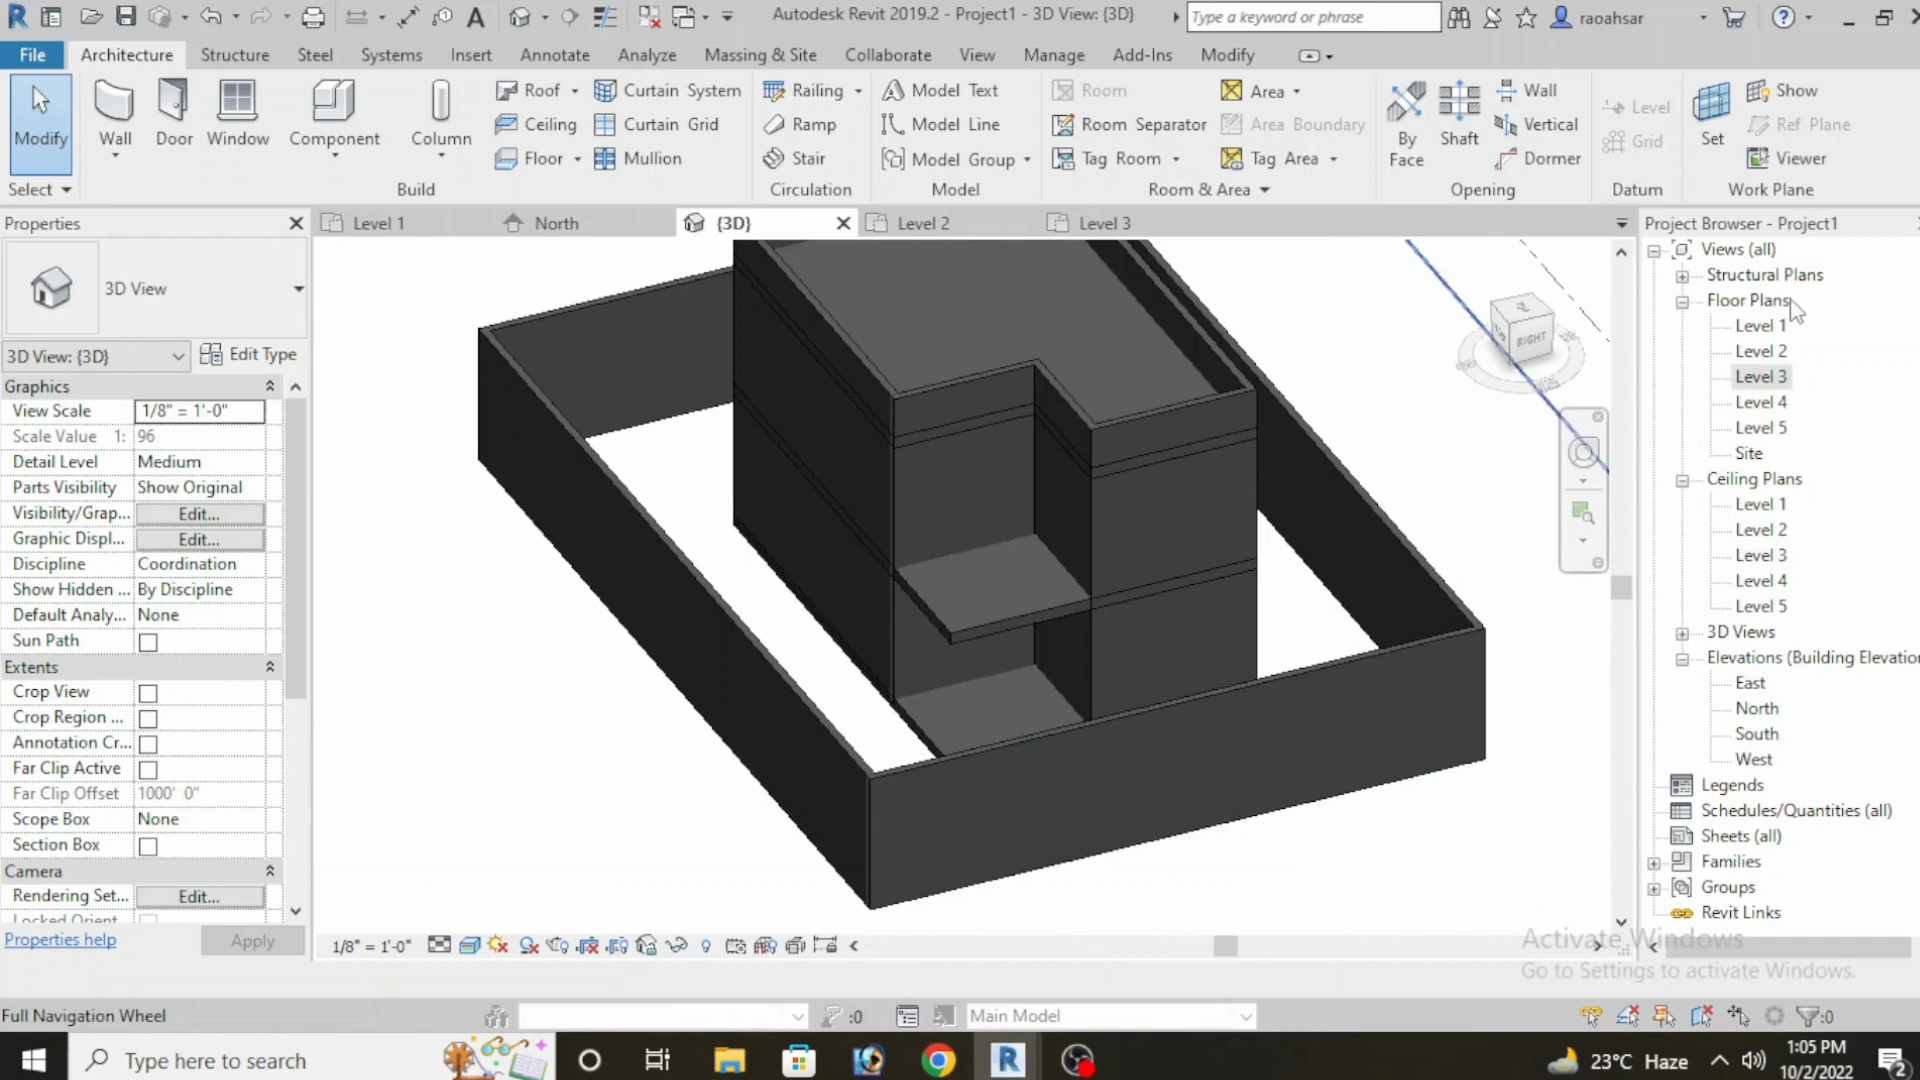 Autodesk Revit 2019.2 - Project1 - 3D View: {3D}
Type a keyword or phrase
raoahsar
File
Architecture
Structure
Steel
Systems
Insert
Annotate
Analyze
Massing & Site
Collaborate
View
Manage
Add-Ins
Modify
Modify
Wall
Door
Window
Component
Column
Roof
Ceiling
Floor
Curtain System
Curtain Grid
Mullion
Railing
Ramp
Stair
Model Text
Model Line
Model Group
Room
Room Separator
Tag Room
Area
Area Boundary
Tag Area
By
Face
Shaft
Wall
Vertical
Dormer
Level
Grid
Set
Show
Ref Plane
Viewer
Select
Build
Circulation
Model
Room & Area
Opening
Datum
Work Plane
Properties
Level 1
North
{3D}
Level 2
Level 3
Project Browser - Project1
3D View
3D View: {3D}
Edit Type
Graphics
View Scale 1/8" = 1'-0"
Scale Value 1: 96
Detail Level Medium
Parts Visibility Show Original
Visibility/Grap... Edit...
Graphic Displ... Edit...
Discipline Coordination
Show Hidden ... By Discipline
Default Analy... None
Sun Path
Extents
Crop View
Crop Region ...
Annotation Cr...
Far Clip Active
Far Clip Offset 1000' 0"
Scope Box None
Section Box
Camera
Rendering Set... Edit...
Locked Orient
Properties help
Apply
RIGHT
Views (all)
Structural Plans
Floor Plans
Level 1
Level 2
Level 3
Level 4
Level 5
Site
Ceiling Plans
Level 1
Level 2
Level 3
Level 4
Level 5
3D Views
Elevations (Building Elevatio
East
North
South
West
Legends
Schedules/Quantities (all)
Sheets (all)
Families
Groups
Revit Links
1/8" = 1'-0"
Activate Windows
Go to Settings to activate Windows.
Full Navigation Wheel
:0
Main Model
:0
Type here to search
23°C Haze
1:05 PM
10/2/2022
2